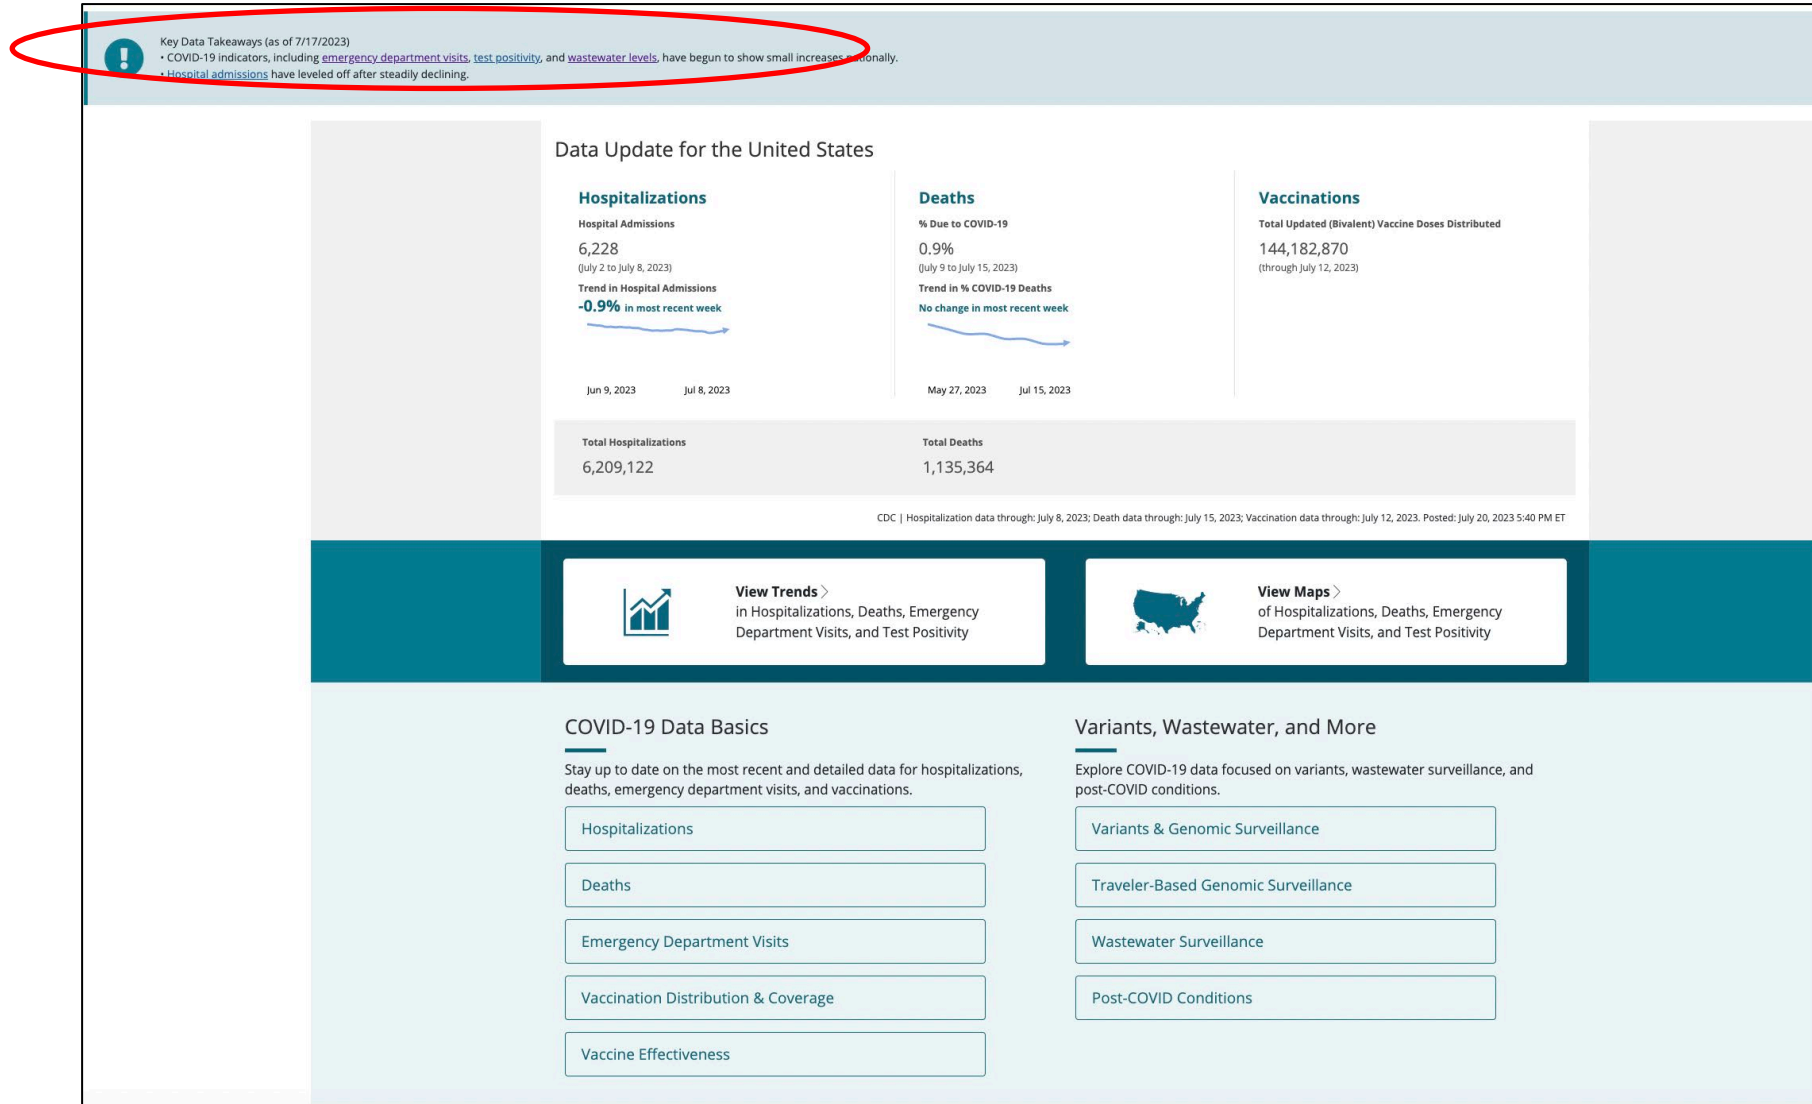 Key Data Takeaways (as of 7/17/2023)
• COVID-19 indicators, including emergency department visits, test positivity, and wastewater levels, have begun to show small increases nationally.
• Hospital admissions have leveled off after steadily declining.
Data Update for the United States
Hospitalizations
Hospital Admissions
6,228
(July 2 to July 8, 2023)
Trend in Hospital Admissions
-0.9% in most recent week
Jun 9, 2023 Jul 8, 2023
Deaths
% Due to COVID-19
0.9%
(July 9 to July 15, 2023)
Trend in % COVID-19 Deaths
No change in most recent week
May 27, 2023 Jul 15, 2023
Vaccinations
Total Updated (Bivalent) Vaccine Doses Distributed
144,182,870
(through July 12, 2023)
Total Hospitalizations
6,209,122
Total Deaths
1,135,364
CDC | Hospitalization data through: July 8, 2023; Death data through: July 15, 2023; Vaccination data through: July 12, 2023. Posted: July 20, 2023 5:40 PM ET
View Trends >
in Hospitalizations, Deaths, Emergency
Department Visits, and Test Positivity
View Maps >
of Hospitalizations, Deaths, Emergency
Department Visits, and Test Positivity
COVID-19 Data Basics
Stay up to date on the most recent and detailed data for hospitalizations,
deaths, emergency department visits, and vaccinations.
Hospitalizations
Deaths
Emergency Department Visits
Vaccination Distribution & Coverage
Vaccine Effectiveness
Variants, Wastewater, and More
Explore COVID-19 data focused on variants, wastewater surveillance, and
post-COVID conditions.
Variants & Genomic Surveillance
Traveler-Based Genomic Surveillance
Wastewater Surveillance
Post-COVID Conditions